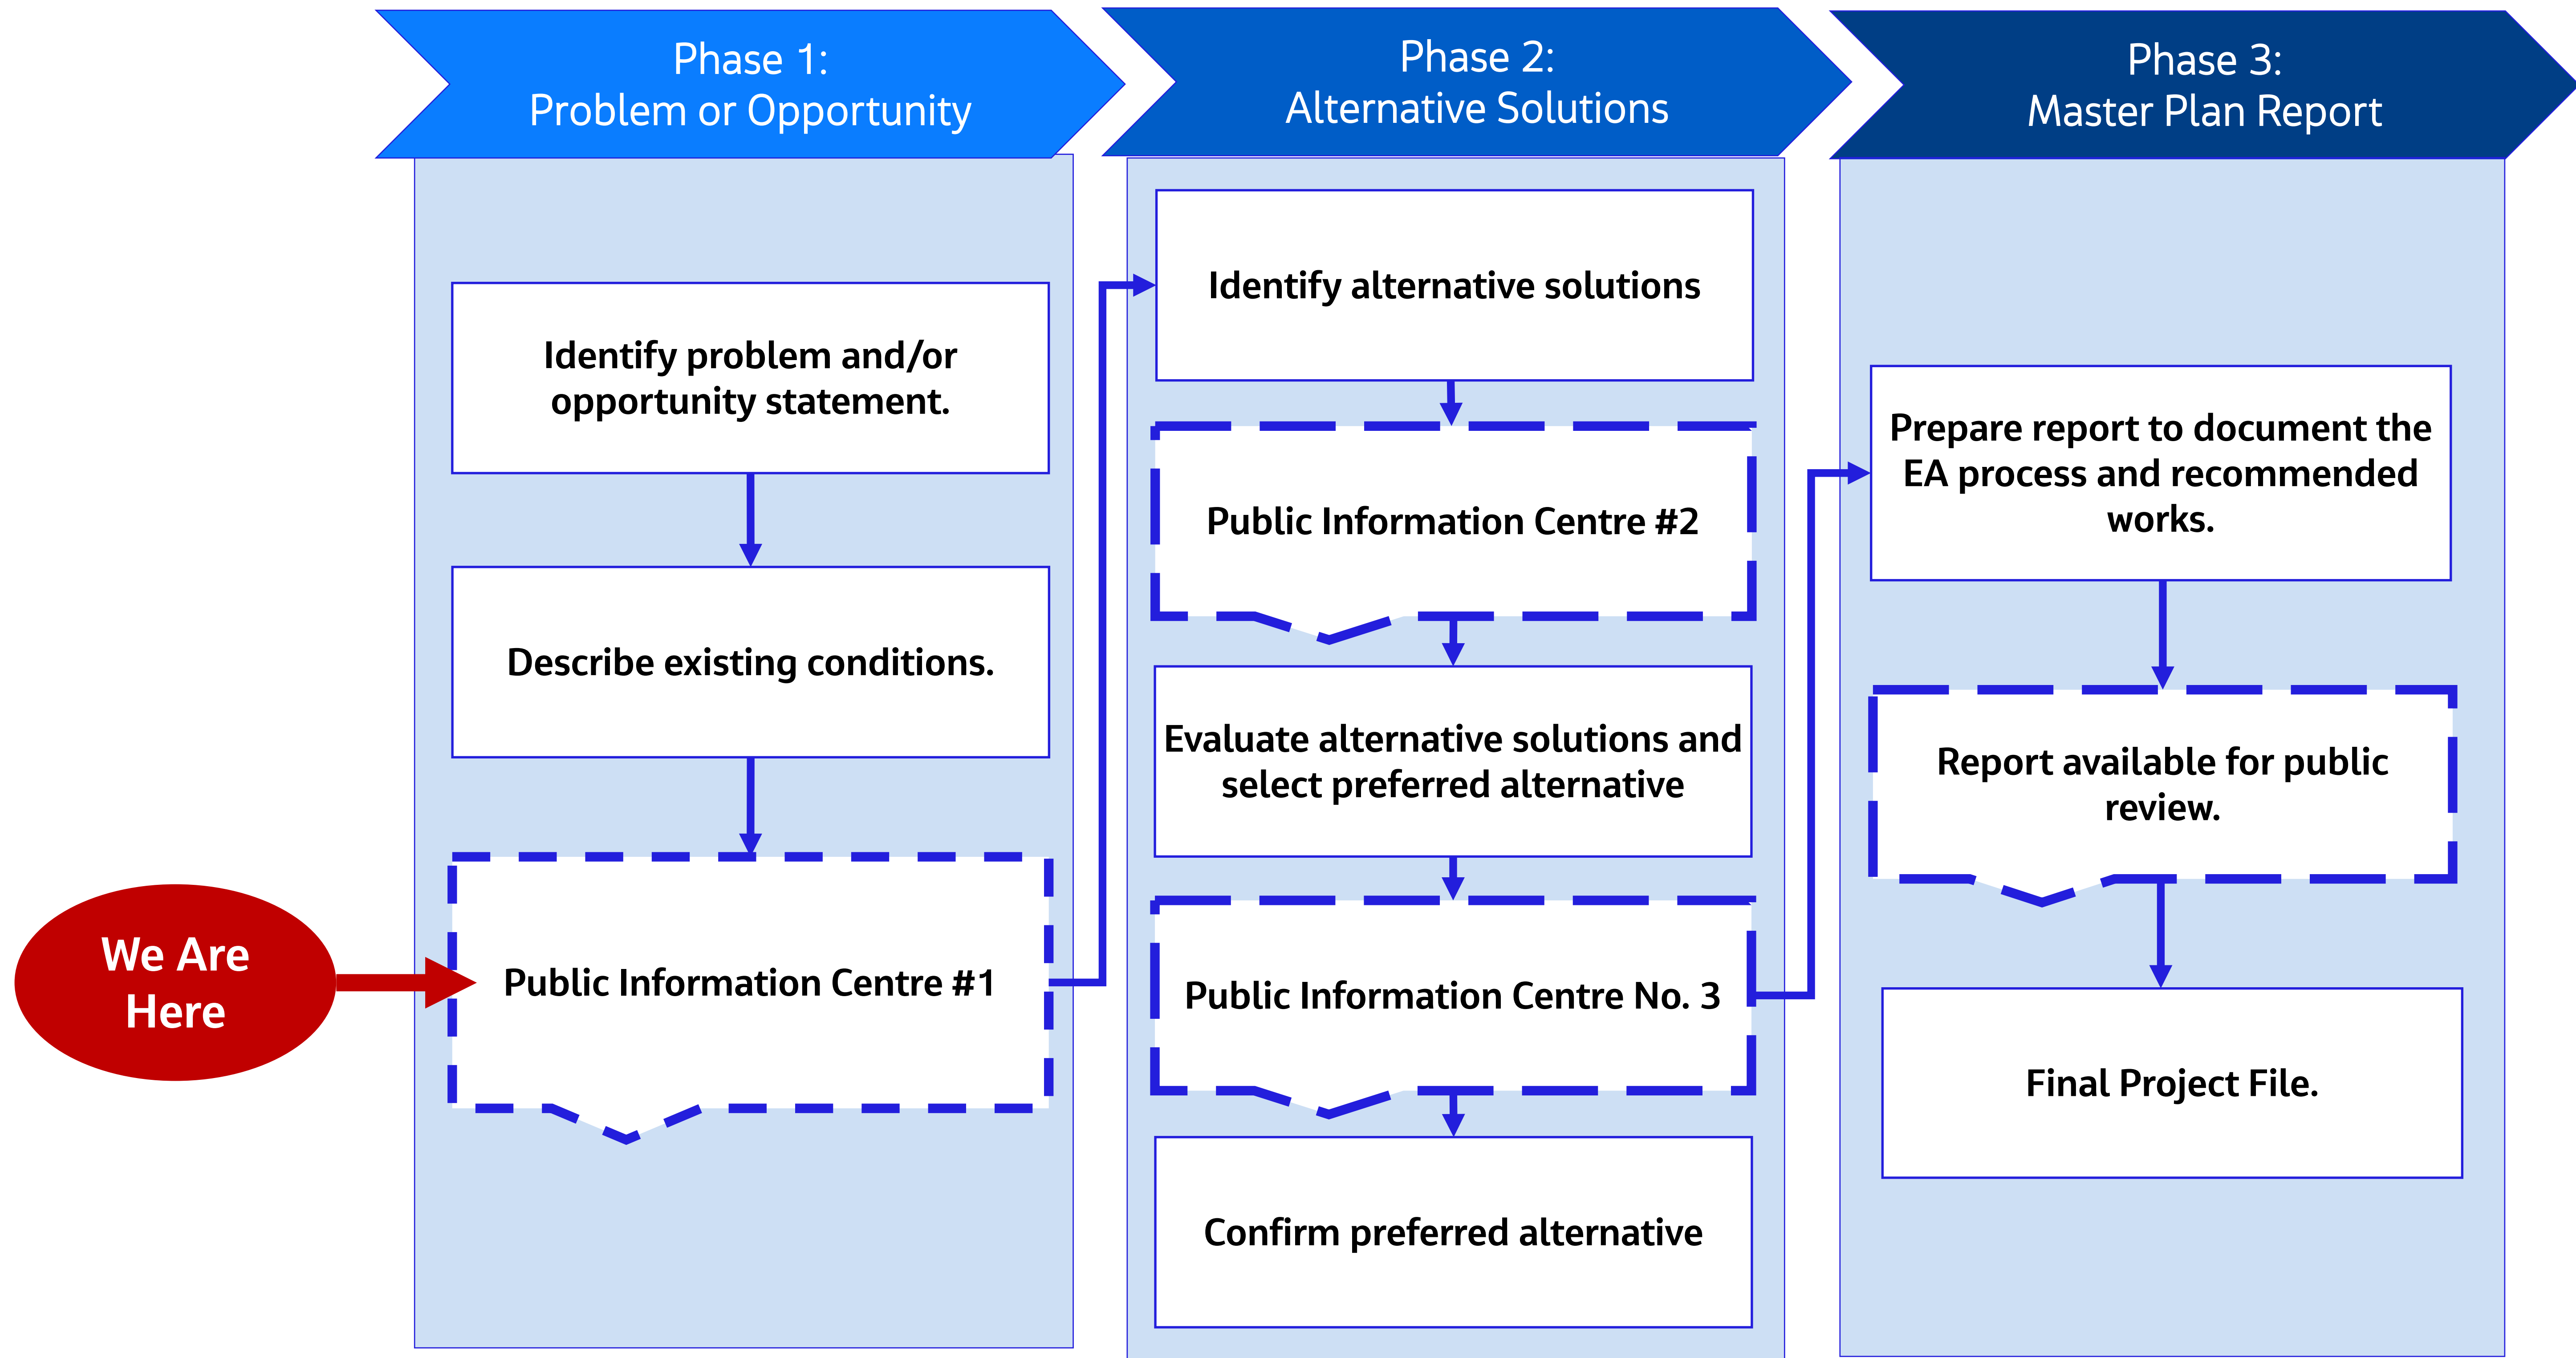 Phase 1:
Problem or Opportunity
Phase 2:
Alternative Solutions
Phase 3:
Master Plan Report
We Are
Here
Identify problem and/or
opportunity statement.
Describe existing conditions.
Public Information Centre #1
Identify alternative solutions
Public Information Centre #2
Evaluate alternative solutions and
select preferred alternative
Public Information Centre No. 3
Confirm preferred alternative
Prepare report to document the
EA process and recommended
works.
Report available for public
review.
Final Project File.